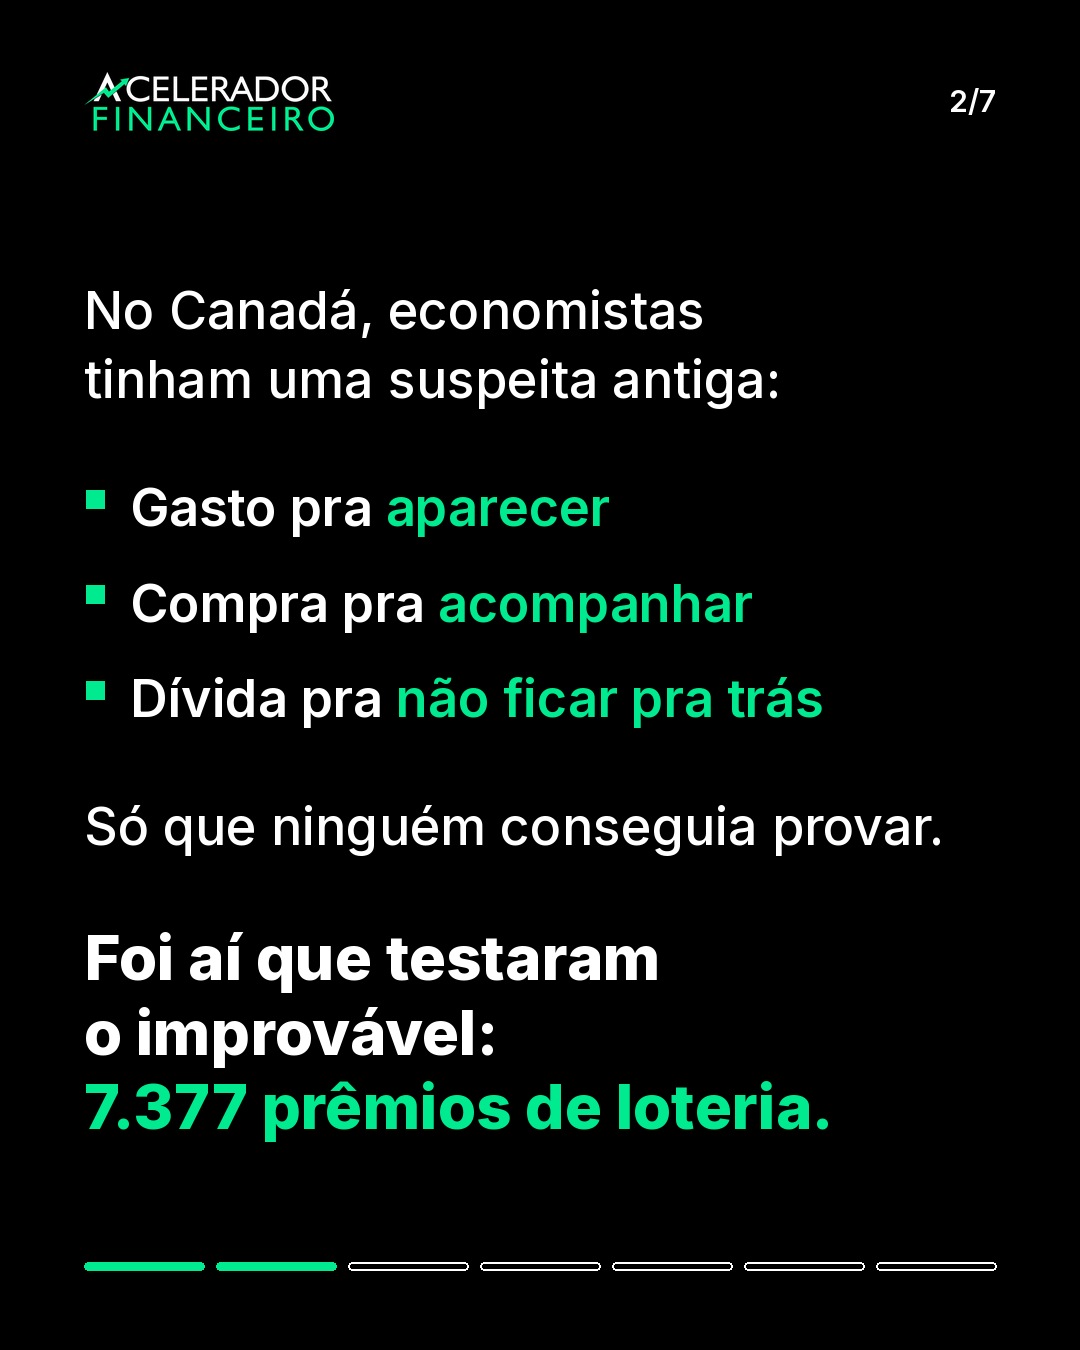 ACELERADOR
FINANCEIRO
2/7
No Canadá, economistas
tinham uma suspeita antiga:
Gasto pra aparecer
Compra pra acompanhar
Dívida pra não ficar pra trás
Só que ninguém conseguia provar.
Foi aí que testaram
o improvável:
7.377 prêmios de loteria.